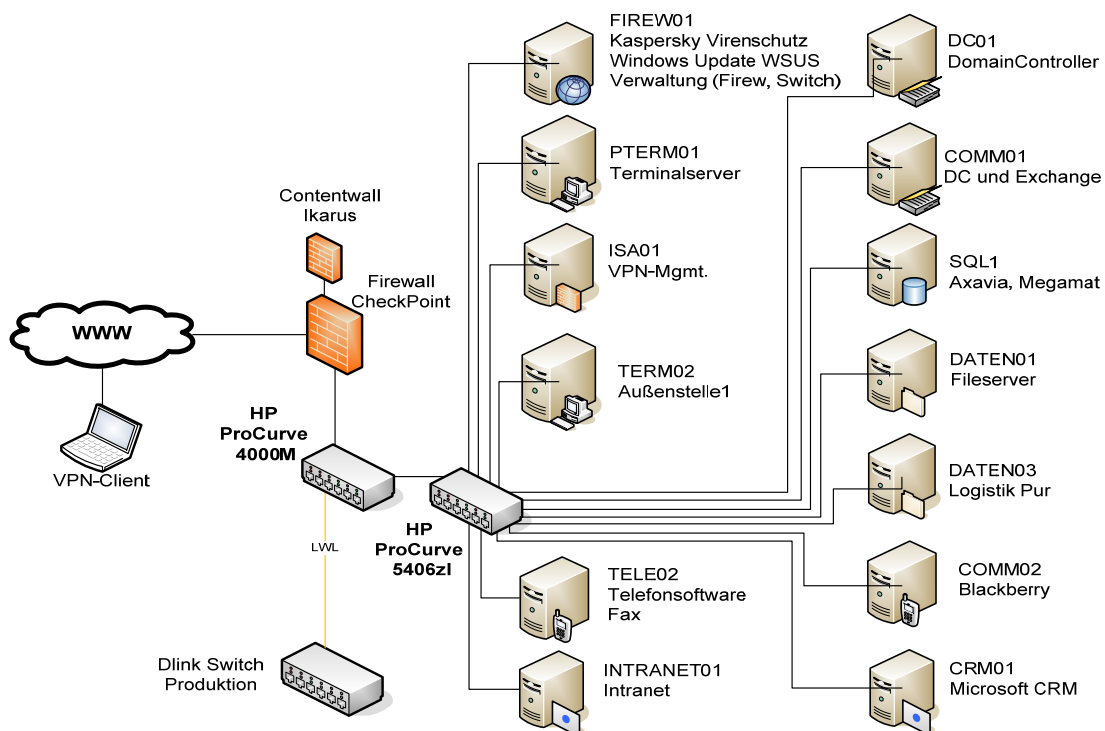 FIREW01
Kaspersky Virenschutz
Windows Update WSUS
Verwaltung (Firew, Switch)
DC01
DomainController
PTERM01
Terminalserver
COMM01
DC und Exchange
Contentwall
Ikarus
ISA01
VPN-Mgmt.
SQL1
Axavia, Megamat
Firewall
CheckPoint
WWW
TERM02
Außenstelle1
DATEN01
Fileserver
HP
ProCurve
4000M
VPN-Client
DATEN03
Logistik Pur
HP
ProCurve
5406zl
LWL
TELE02
Telefonsoftware
Fax
COMM02
Blackberry
Dlink Switch
Produktion
INTRANET01
Intranet
CRM01
Microsoft CRM